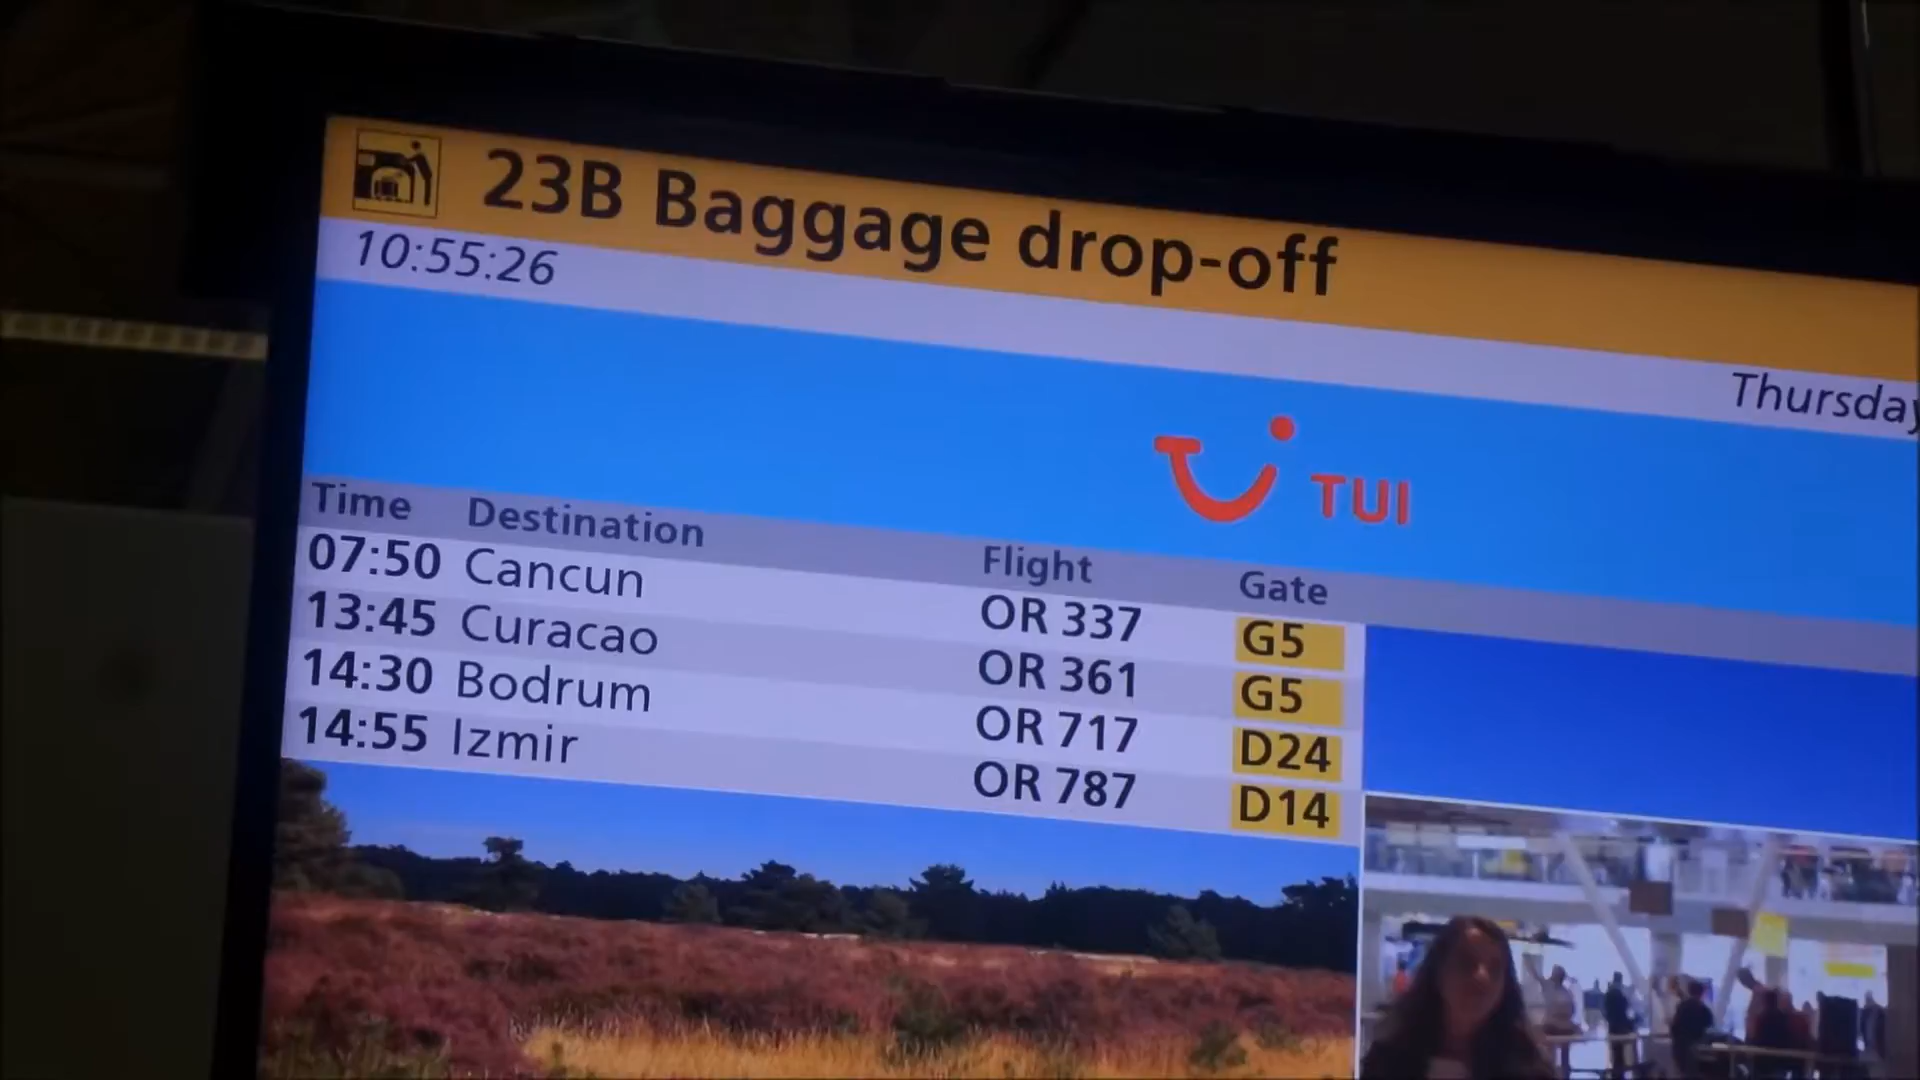 23B Baggage drop-off
10:55:26
Thursday
TUI
Time Destination Flight Gate
07:50 Cancun OR 337 G5
13:45 Curacao OR 361 G5
14:30 Bodrum OR 717 D24
14:55 Izmir OR 787 D14